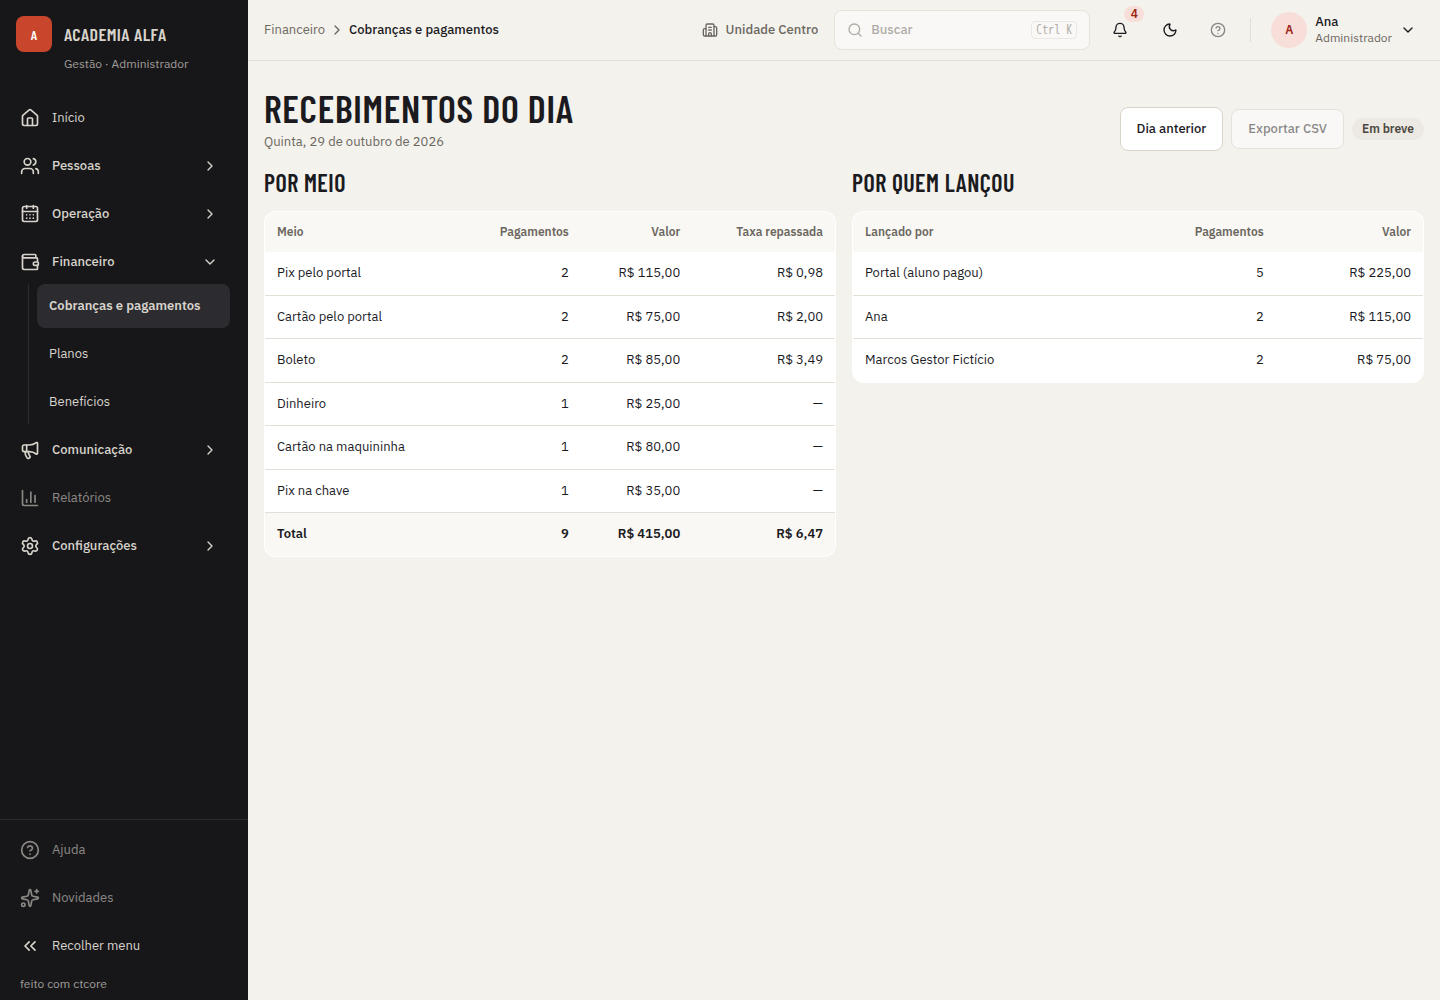 A
ACADEMIA ALFA
Gestão · Administrador
Início
Pessoas
Operação
Financeiro
Cobranças e pagamentos
Planos
Benefícios
Comunicação
Relatórios
Configurações
Ajuda
Novidades
Recolher menu
feito com ctcore
Financeiro > Cobranças e pagamentos
Unidade Centro
Buscar Ctrl K
4
A
Ana
Administrador
RECEBIMENTOS DO DIA
Quinta, 29 de outubro de 2026
Dia anterior
Exportar CSV
Em breve
POR MEIO
Meio Pagamentos Valor Taxa repassada
Pix pelo portal 2 R$ 115,00 R$ 0,98
Cartão pelo portal 2 R$ 75,00 R$ 2,00
Boleto 2 R$ 85,00 R$ 3,49
Dinheiro 1 R$ 25,00 —
Cartão na maquininha 1 R$ 80,00 —
Pix na chave 1 R$ 35,00 —
Total 9 R$ 415,00 R$ 6,47
POR QUEM LANÇOU
Lançado por Pagamentos Valor
Portal (aluno pagou) 5 R$ 225,00
Ana 2 R$ 115,00
Marcos Gestor Fictício 2 R$ 75,00